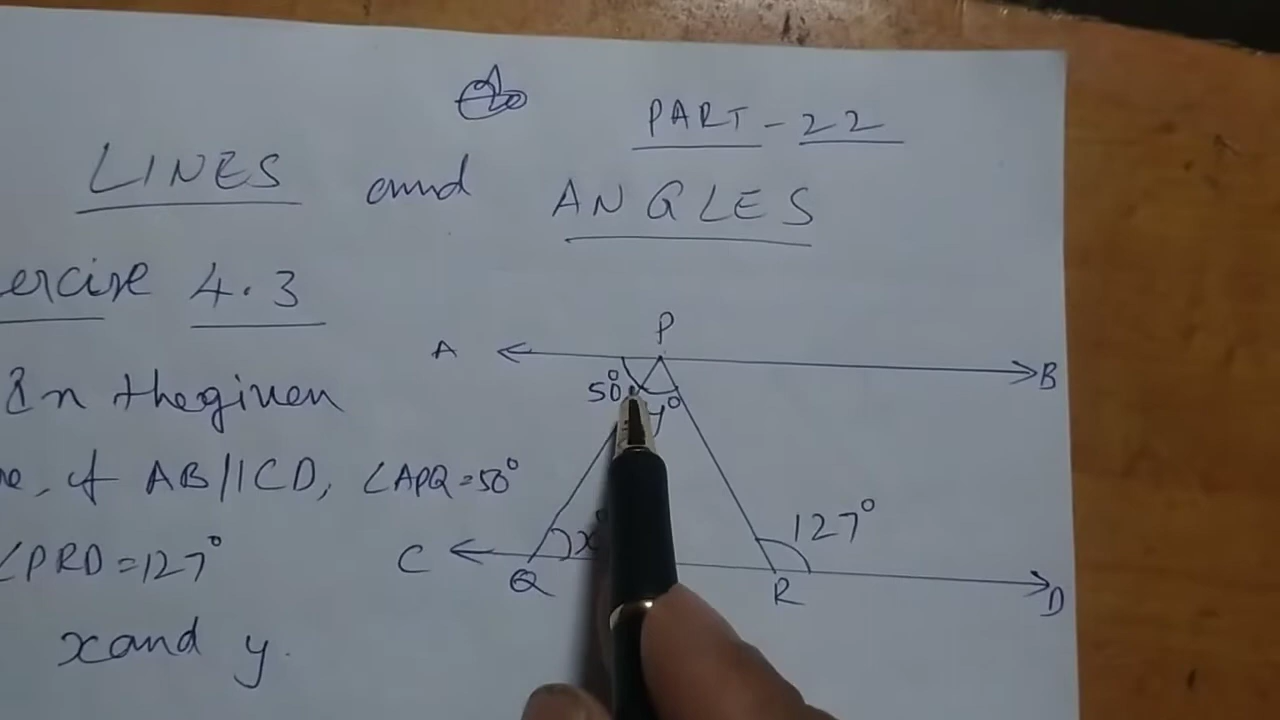 PART-22
LINES and ANGLES
ercise 4.3
In the given
e, if AB//CD, ∠APQ=50°
∠PRD=127°
x and y.
P
A
B
50°
y°
x°
127°
C
Q
R
D